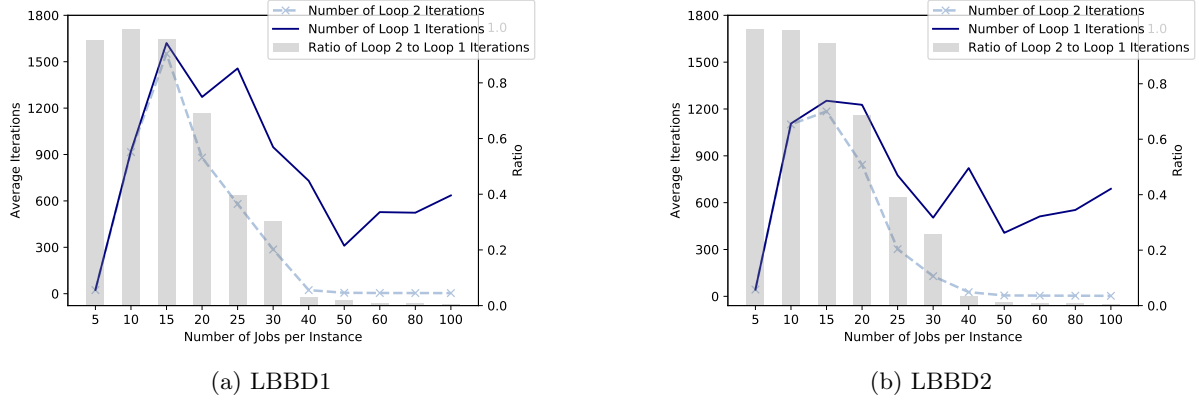 Number of Loop 2 Iterations
Number of Loop 1 Iterations
Ratio of Loop 2 to Loop 1 Iterations
Average Iterations
1800
1500
1200
900
600
300
0
1.0
0.8
0.6
0.4
0.2
0.0
Ratio
5 10 15 20 25 30 40 50 60 80 100
Number of Jobs per Instance
(a) LBBD1
Number of Loop 2 Iterations
Number of Loop 1 Iterations
Ratio of Loop 2 to Loop 1 Iterations
Average Iterations
1800
1500
1200
900
600
300
0
1.0
0.8
0.6
0.4
0.2
0.0
Ratio
5 10 15 20 25 30 40 50 60 80 100
Number of Jobs per Instance
(b) LBBD2